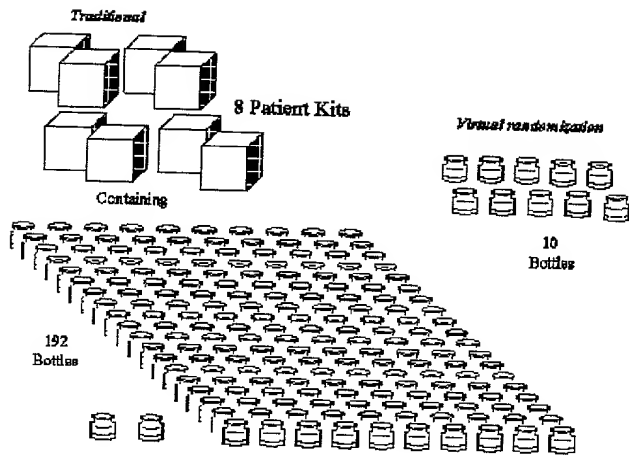 Traditional
8 Patient Kits
Containing
192
Bottles
Virtual randomization
10
Bottles